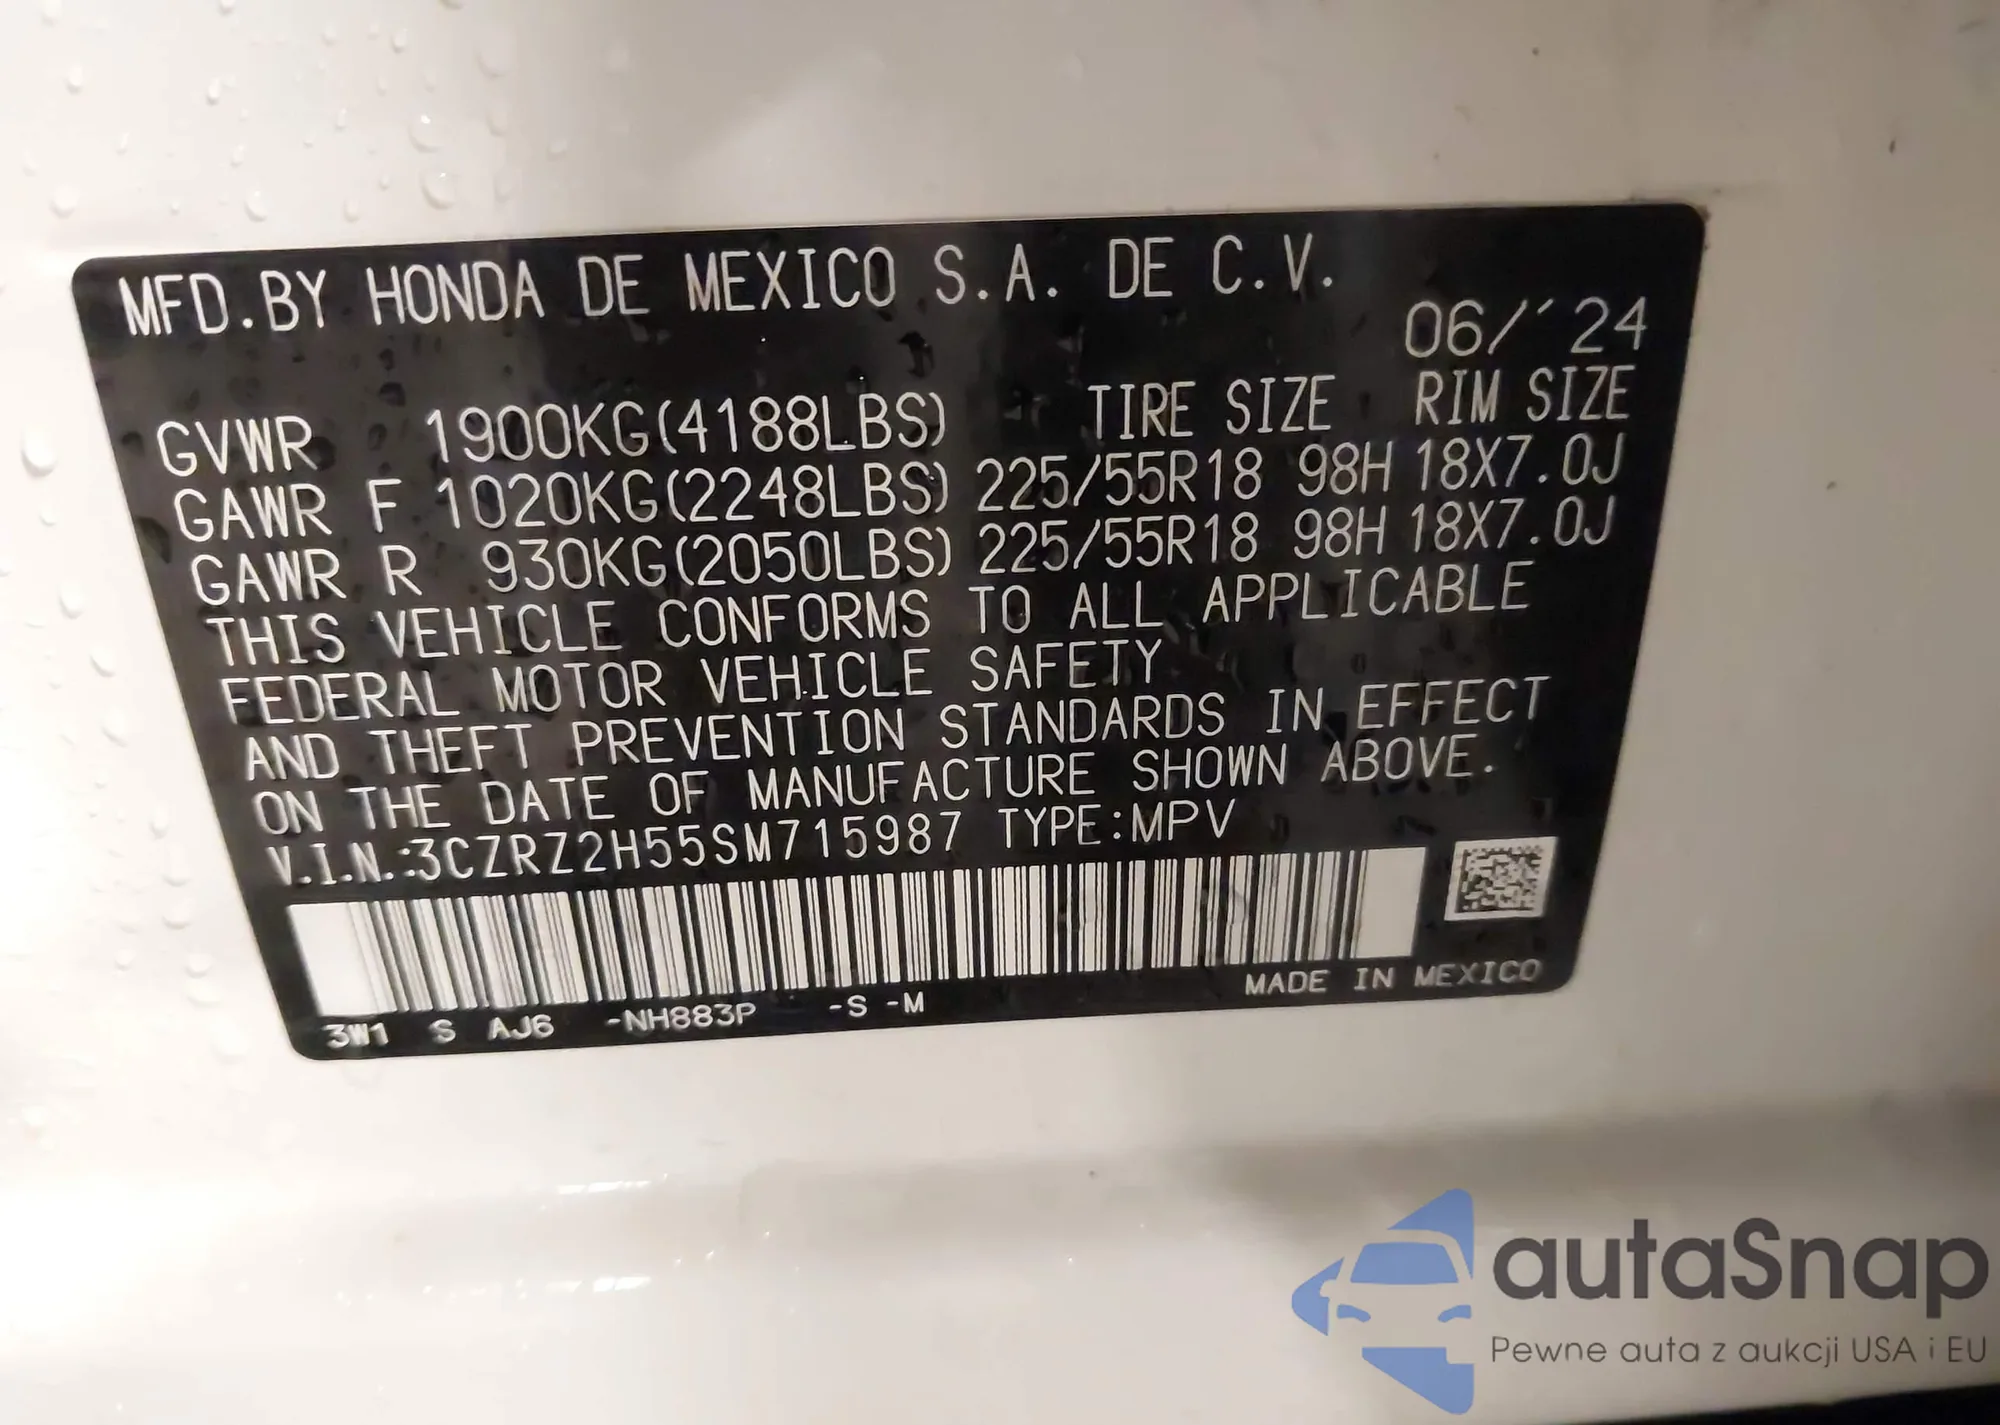 MFD.BY HONDA DE MEXICO S.A. DE C.V.
06/'24
GVWR 1900KG(4188LBS) TIRE SIZE RIM SIZE
GAWR F 1020KG(2248LBS) 225/55R18 98H 18X7.0J
GAWR R 930KG(2050LBS) 225/55R18 98H 18X7.0J
THIS VEHICLE CONFORMS TO ALL APPLICABLE
FEDERAL MOTOR VEHICLE SAFETY
AND THEFT PREVENTION STANDARDS IN EFFECT
ON THE DATE OF MANUFACTURE SHOWN ABOVE.
V.I.N.:3CZRZ2H55SM715987 TYPE:MPV
3W1 S AJ6 -NH883P -S -M MADE IN MEXICO
autaSnap
Pewne auta z aukcji USA i EU